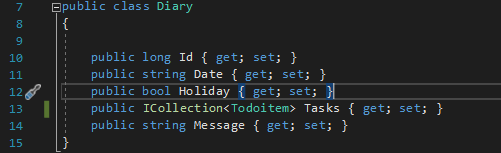 7 public class Diary
8 {
9
10 public long Id { get; set; }
11 public string Date { get; set; }
12 public bool Holiday { get; set; }
13 public ICollection<Todoitem> Tasks { get; set; }
14 public string Message { get; set; }
15 }